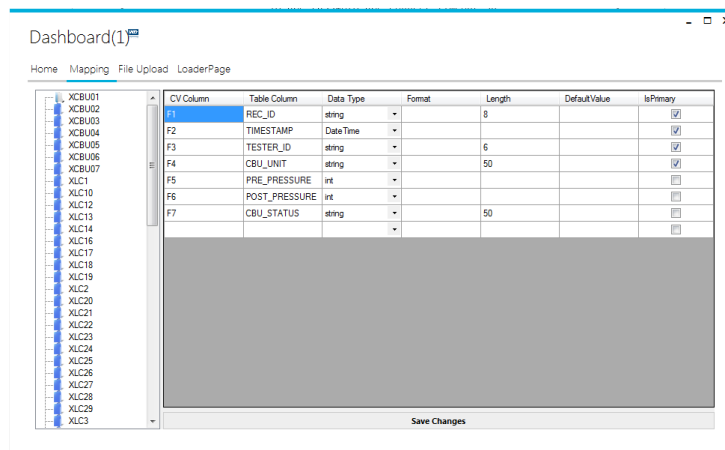 Dashboard(1)
Home Mapping File Upload LoaderPage
XCBU01
XCBU02
XCBU03
XCBU04
XCBU05
XCBU06
XCBU07
XLC1
XLC10
XLC12
XLC13
XLC14
XLC16
XLC17
XLC18
XLC19
XLC2
XLC20
XLC21
XLC22
XLC23
XLC24
XLC25
XLC26
XLC27
XLC28
XLC29
XLC3
CV Column Table Column Data Type Format Length DefaultValue IsPrimary
F1 REC_ID string 8
F2 TIMESTAMP DateTime
F3 TESTER_ID string 6
F4 CBU_UNIT string 50
F5 PRE_PRESSURE int
F6 POST_PRESSURE int
F7 CBU_STATUS string 50
Save Changes